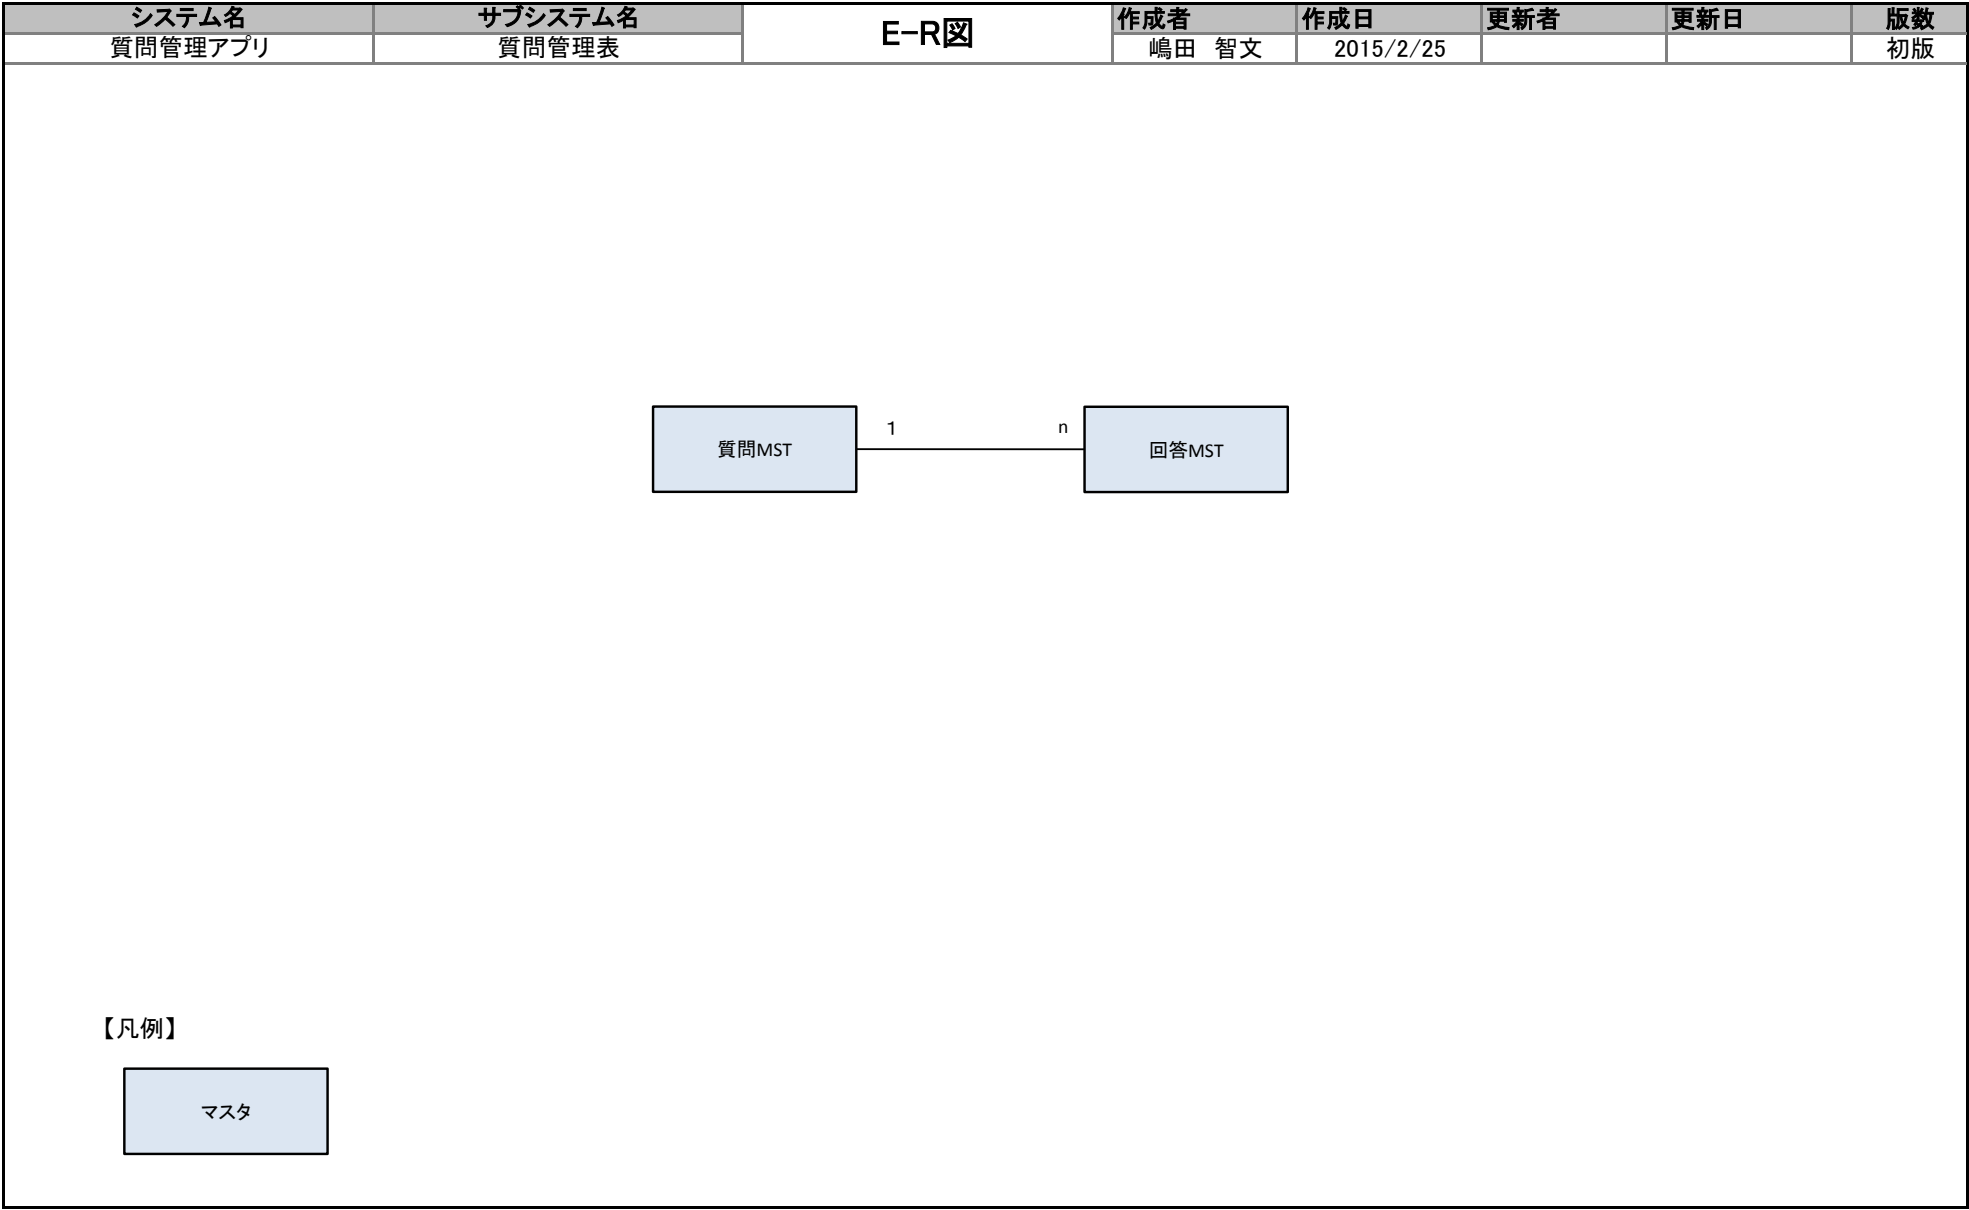 システム名 サブシステム名 E-R図 作成者 作成日 更新者 更新日 版数
質問管理アプリ 質問管理表 嶋田 智文 2015/2/25 初版
1 n
質問MST 回答MST
【凡例】
マスタ